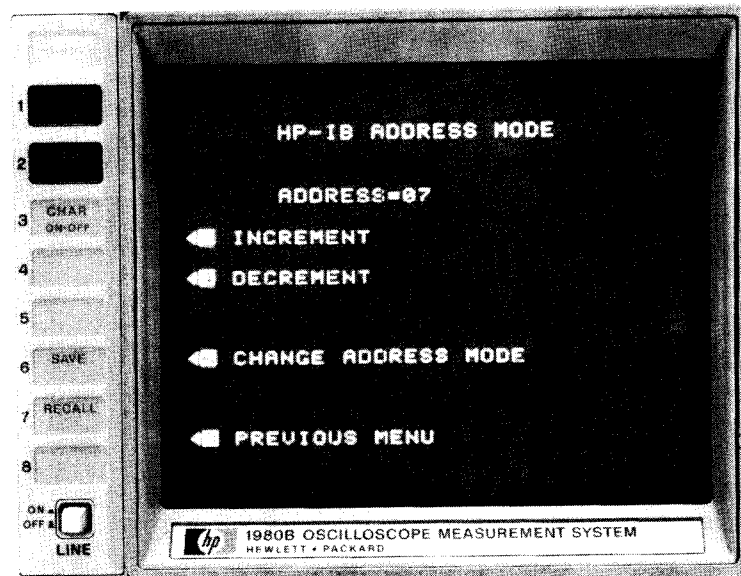 1
2
3 CHAR ON-OFF
4
5
6 SAVE
7 RECALL
8
ON
OFF
LINE
HP-IB ADDRESS MODE
ADDRESS=07
INCREMENT
DECREMENT
CHANGE ADDRESS MODE
PREVIOUS MENU
hp 1980B OSCILLOSCOPE MEASUREMENT SYSTEM
HEWLETT • PACKARD